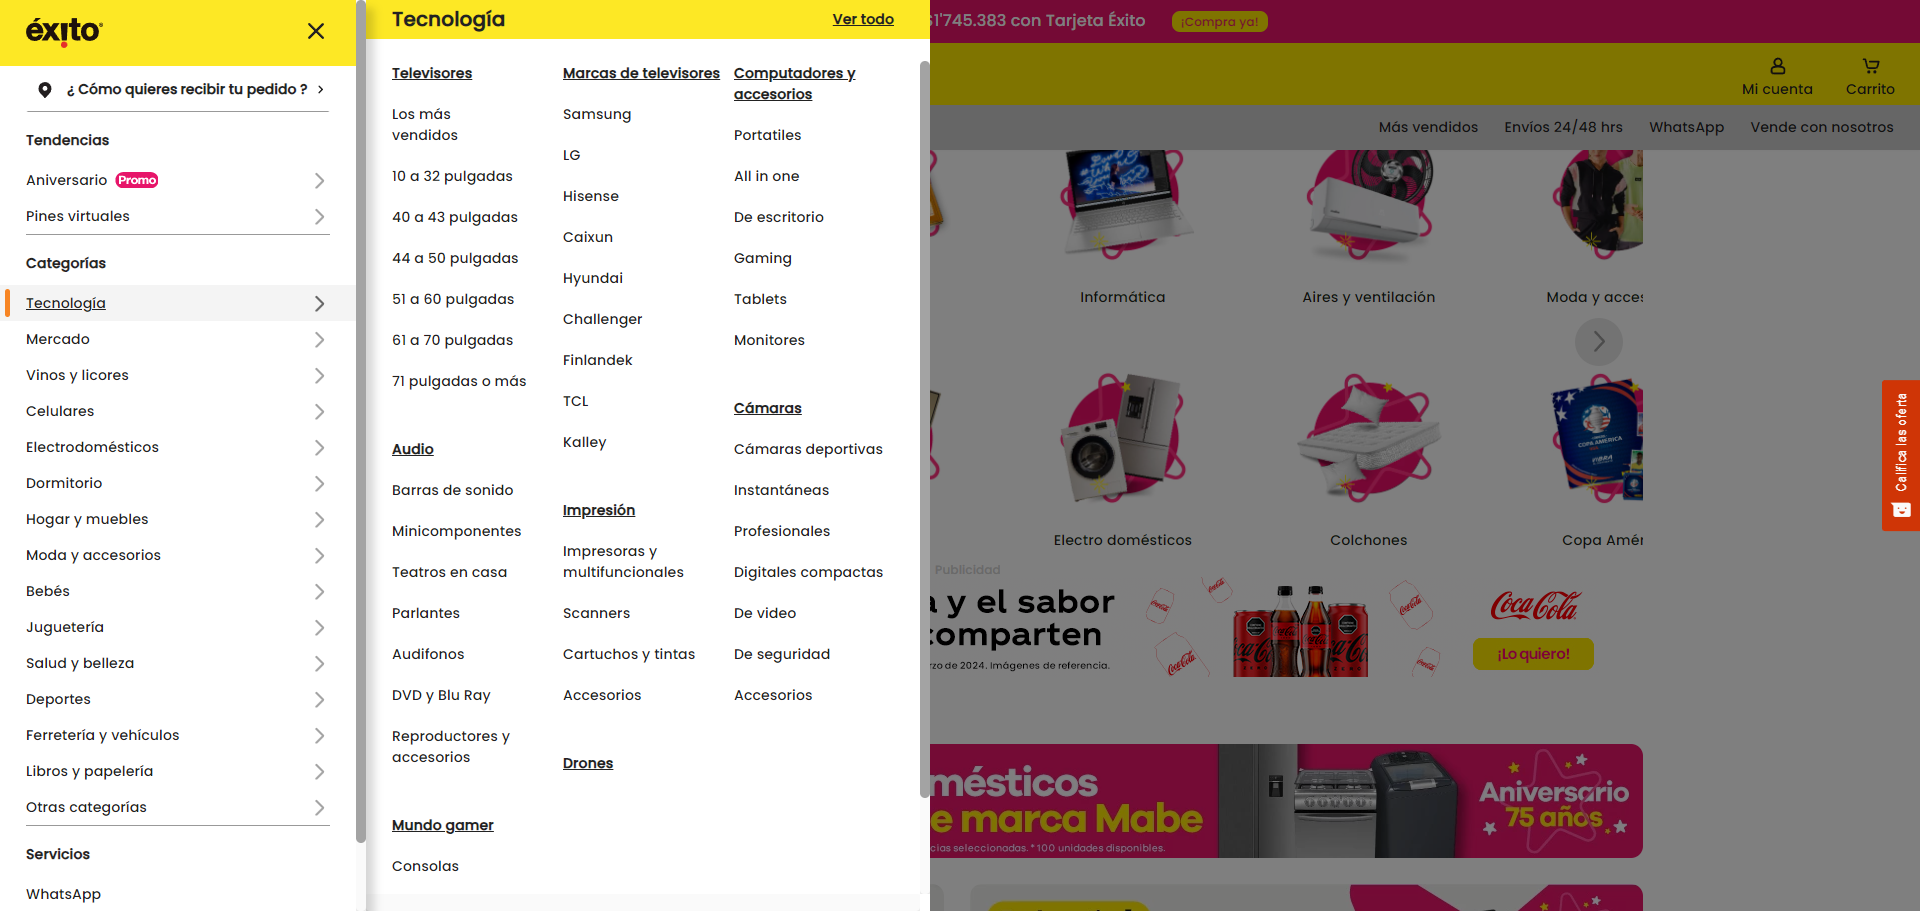 éxito
¿ Cómo quieres recibir tu pedido ?
Tendencias
Aniversario Promo
Pines virtuales
Categorías
Tecnología
Mercado
Vinos y licores
Celulares
Electrodomésticos
Dormitorio
Hogar y muebles
Moda y accesorios
Bebés
Juguetería
Salud y belleza
Deportes
Ferretería y vehículos
Libros y papelería
Otras categorías
Servicios
WhatsApp
Tecnología
Ver todo
Televisores
Los más
vendidos
10 a 32 pulgadas
40 a 43 pulgadas
44 a 50 pulgadas
51 a 60 pulgadas
61 a 70 pulgadas
71 pulgadas o más
Audio
Barras de sonido
Minicomponentes
Teatros en casa
Parlantes
Audifonos
DVD y Blu Ray
Reproductores y
accesorios
Mundo gamer
Consolas
Marcas de televisores
Samsung
LG
Hisense
Caixun
Hyundai
Challenger
Finlandek
TCL
Kalley
Impresión
Impresoras y
multifuncionales
Scanners
Cartuchos y tintas
Accesorios
Drones
Computadores y
accesorios
Portatiles
All in one
De escritorio
Gaming
Tablets
Monitores
Cámaras
Cámaras deportivas
Instantáneas
Profesionales
Digitales compactas
De video
De seguridad
Accesorios
$1'745.383 con Tarjeta Éxito
¡Compra ya!
Mi cuenta
Carrito
Más vendidos
Envíos 24/48 hrs
WhatsApp
Vende con nosotros
Informática
Aires y ventilación
Moda y acces
COPA AMERICA
Electro domésticos
Colchones
Copa Amér
Califica las oferta
Publicidad
a y el sabor
comparten
rzo de 2024. Imágenes de referencia.
Coca-Cola
¡Lo quiero!
mésticos
e marca Mabe
cias seleccionadas. * 100 unidades disponibles.
Aniversario
75 años